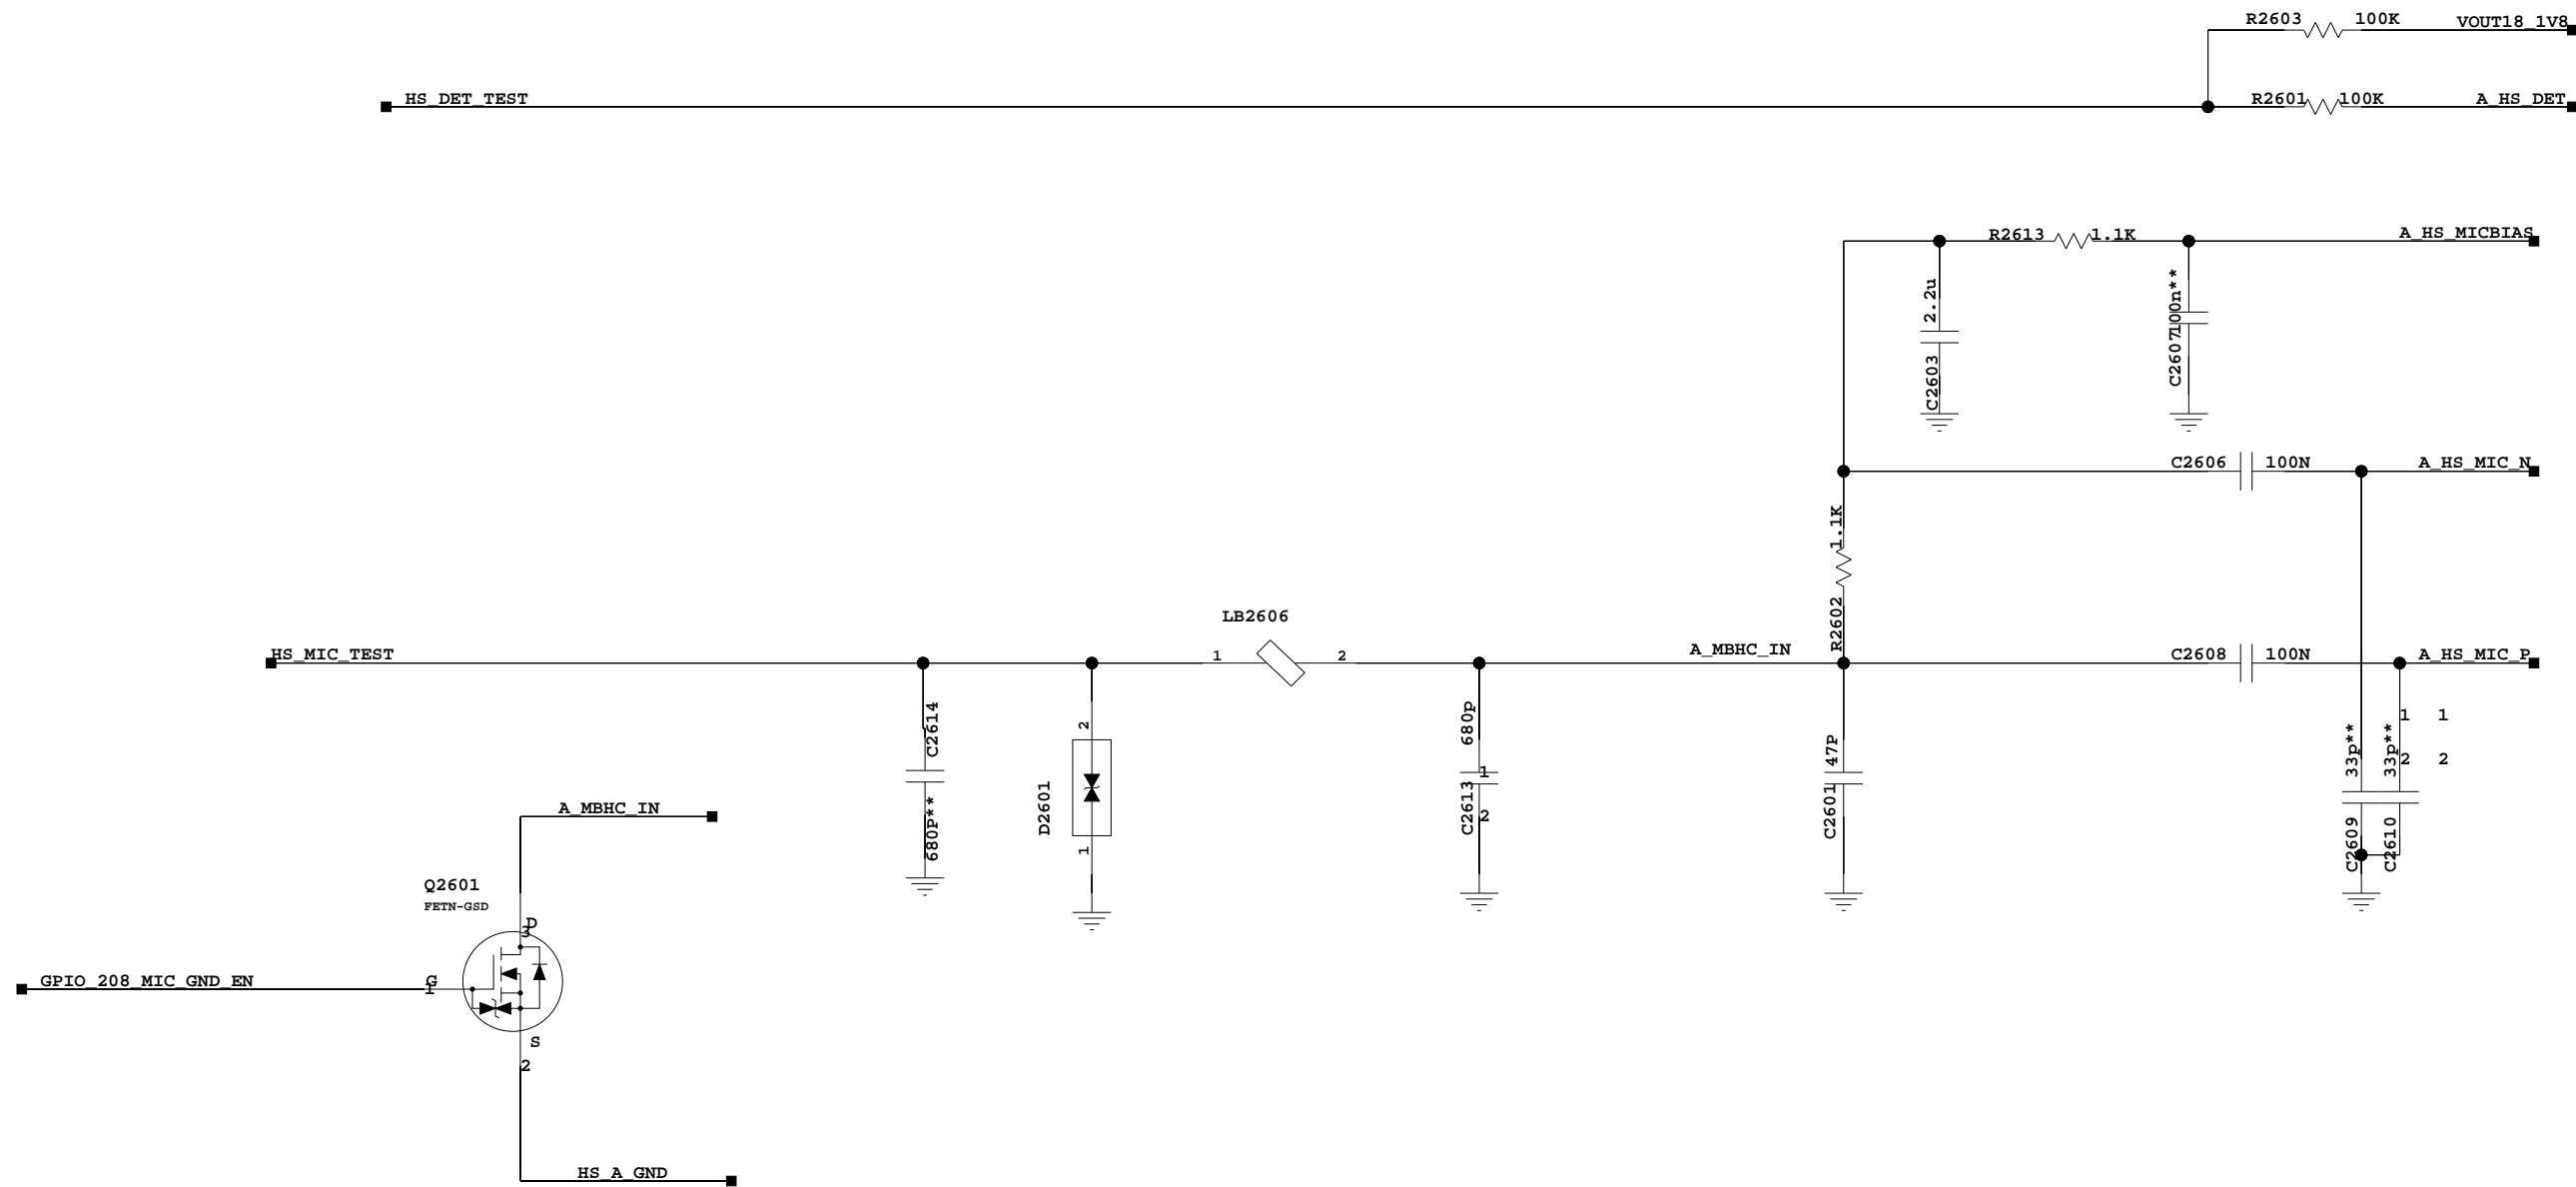 R2603 100K VOUT18_1V8
HS_DET_TEST R2601 100K A_HS_DET
R2613 1.1K A_HS_MICBIAS
2.2u
C2603
100n**
C2607
C2606 100N A_HS_MIC_N
1.1K
R2602
LB2606
HS_MIC_TEST 1 2 A_MBHC_IN C2608 100N A_HS_MIC_P
C2614
680P**
2
D2601
1
680p
1
C2613
2
47P
C2601
33p**
C2609
33p**
C2610
1 1
2 2
A_MBHC_IN
Q2601
FETN-GSD
D
3
GPIO_208_MIC_GND_EN G
1
S
2
HS_A_GND